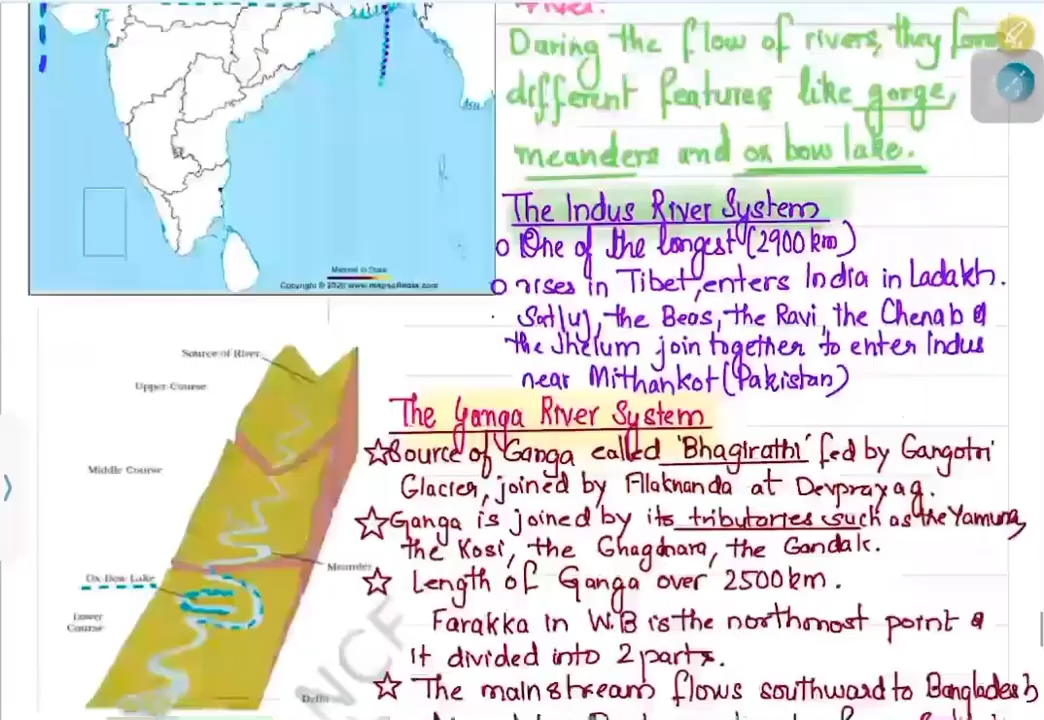 river.
During the flow of rivers, they form
different features like gorge,
meanders and ox bow lake.
The Indus River System
One of the longest (2900 km)
rises in Tibet, enters India in Ladakh.
Satluj, the Beas, the Ravi, the Chenab &
the Jhelum join together to enter Indus
near Mithankot (Pakistan)
The Ganga River System
☆ Source of Ganga called 'Bhagirathi' fed by Gangotri
Glacier, joined by Alaknanda at Devprayag.
☆ Ganga is joined by its tributaries such as the Yamuna,
the Kosi, the Ghaghara, the Gandak.
☆ Length of Ganga over 2500 km.
Farakka in W.B is the northmost point &
it divided into 2 parts.
☆ The mainstream flows southward to Bangladesh
Copyright © 2020 www.mapsofindia.com
Source of River
Upper Course
Middle Course
Meander
Ox Bow Lake
Lower
Course
Delta
NCE